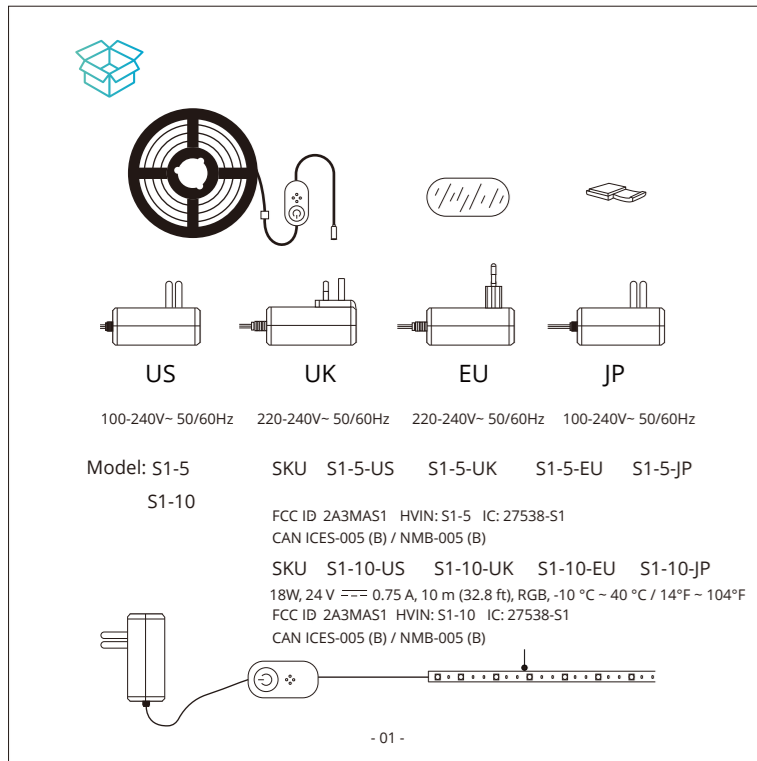 US UK EU JP
100-240V~ 50/60Hz 220-240V~ 50/60Hz 220-240V~ 50/60Hz 100-240V~ 50/60Hz
Model: S1-5 SKU S1-5-US S1-5-UK S1-5-EU S1-5-JP
S1-10
FCC ID 2A3MAS1 HVIN: S1-5 IC: 27538-S1
CAN ICES-005 (B) / NMB-005 (B)
SKU S1-10-US S1-10-UK S1-10-EU S1-10-JP
18W, 24 V ⎓ 0.75 A, 10 m (32.8 ft), RGB, -10 °C ~ 40 °C / 14°F ~ 104°F
FCC ID 2A3MAS1 HVIN: S1-10 IC: 27538-S1
CAN ICES-005 (B) / NMB-005 (B)
- 01 -